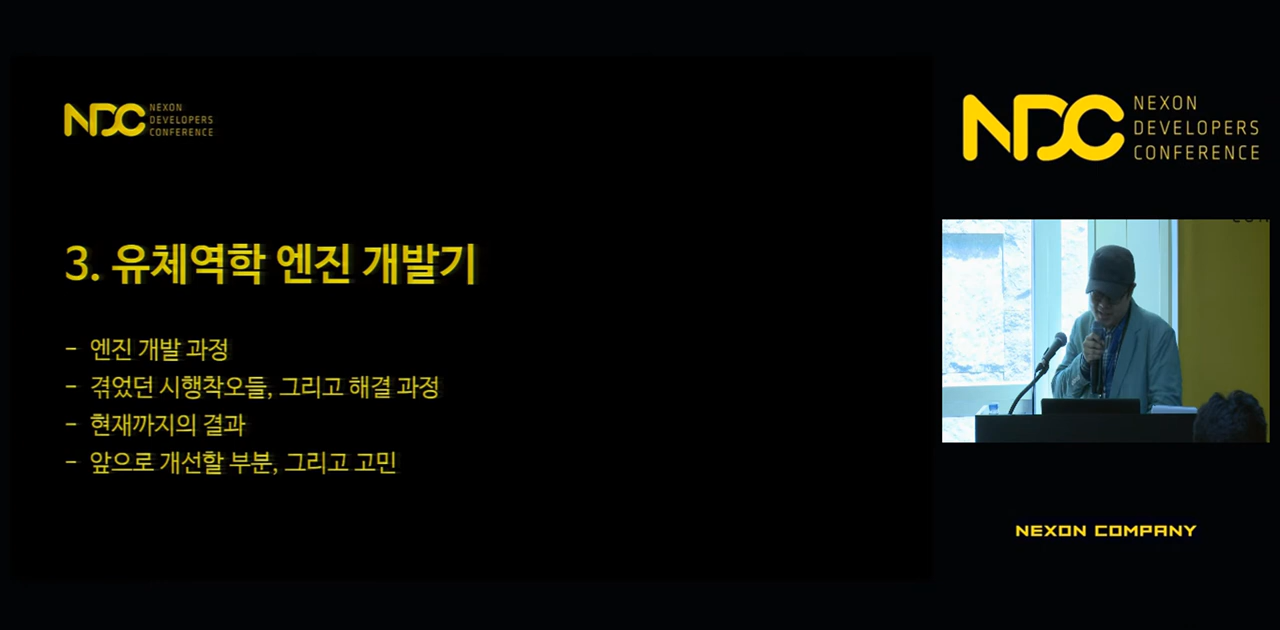 NDC NEXON
DEVELOPERS
CONFERENCE
3. 유체역학 엔진 개발기
- 엔진 개발 과정
- 겪었던 시행착오들, 그리고 해결 과정
- 현재까지의 결과
- 앞으로 개선할 부분, 그리고 고민
NDC NEXON
DEVELOPERS
CONFERENCE
NEXON COMPANY